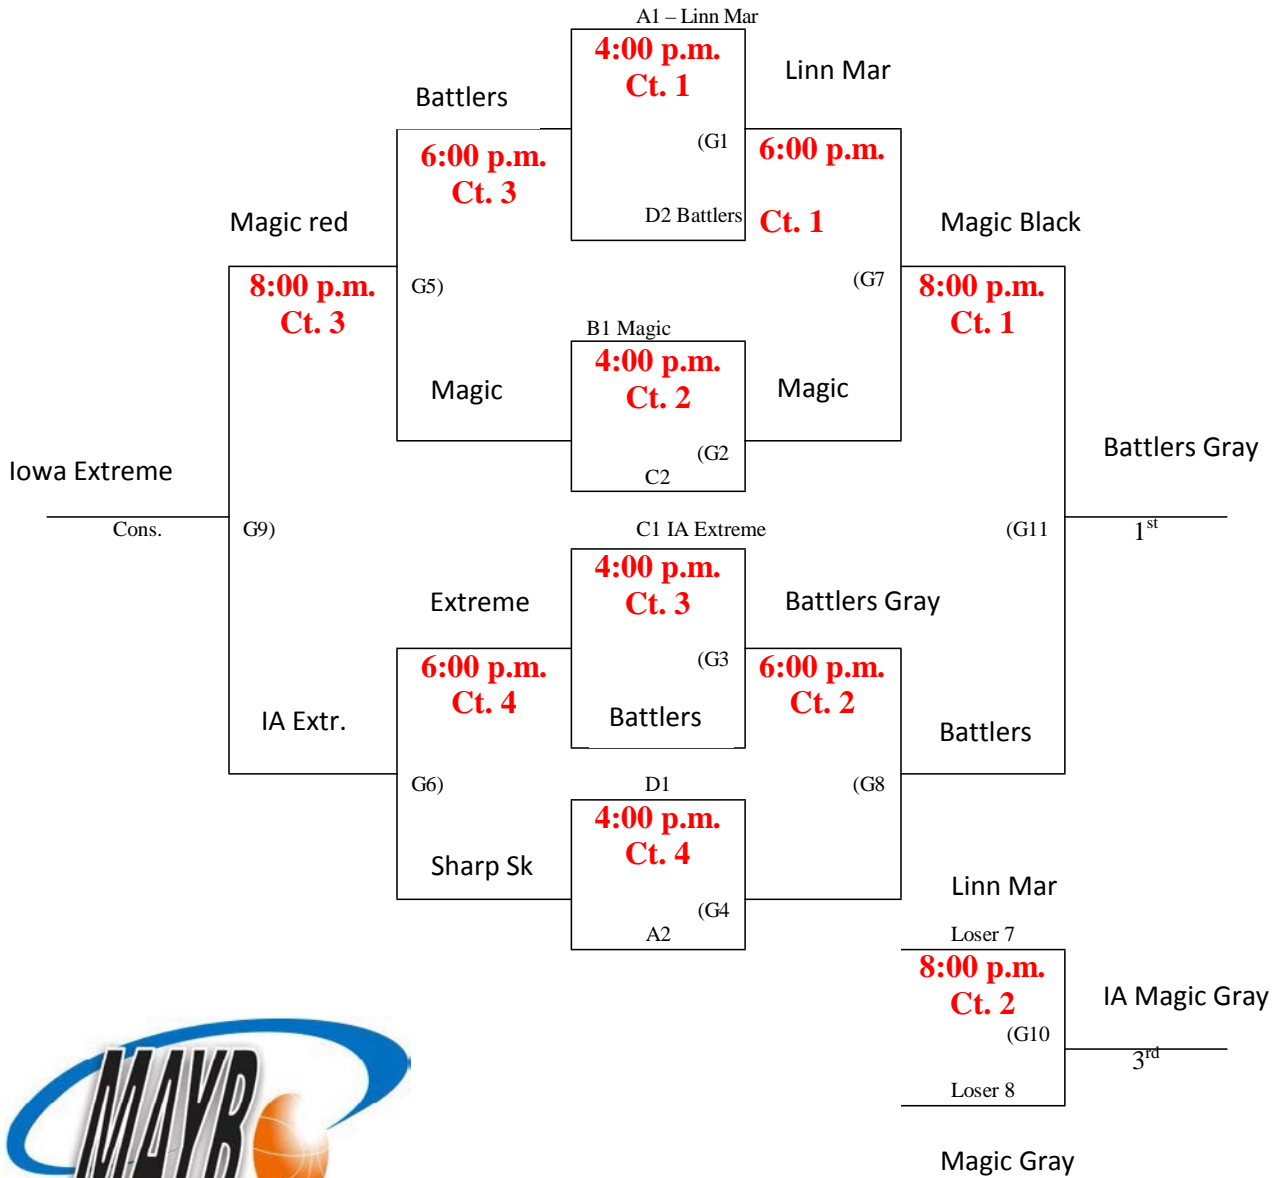 A1 – Linn Mar
4:00 p.m.
Ct. 1
Linn Mar
Battlers
(G1
6:00 p.m.
6:00 p.m.
Ct. 3
D2 Battlers
Ct. 1
Magic red
Magic Black
8:00 p.m.
Ct. 3
G5)
(G7
8:00 p.m.
Ct. 1
B1 Magic
4:00 p.m.
Ct. 2
Magic
Magic
(G2
C2
Iowa Extreme
Battlers Gray
Cons.
G9)
C1 IA Extreme
(G11
1st
4:00 p.m.
Ct. 3
Extreme
Battlers Gray
(G3
6:00 p.m.
Ct. 4
6:00 p.m.
Ct. 2
IA Extr.
Battlers
Battlers
G6)
D1
(G8
4:00 p.m.
Ct. 4
Sharp Sk
(G4
A2
Linn Mar
Loser 7
8:00 p.m.
Ct. 2
IA Magic Gray
(G10
3rd
Loser 8
Magic Gray
MAYB